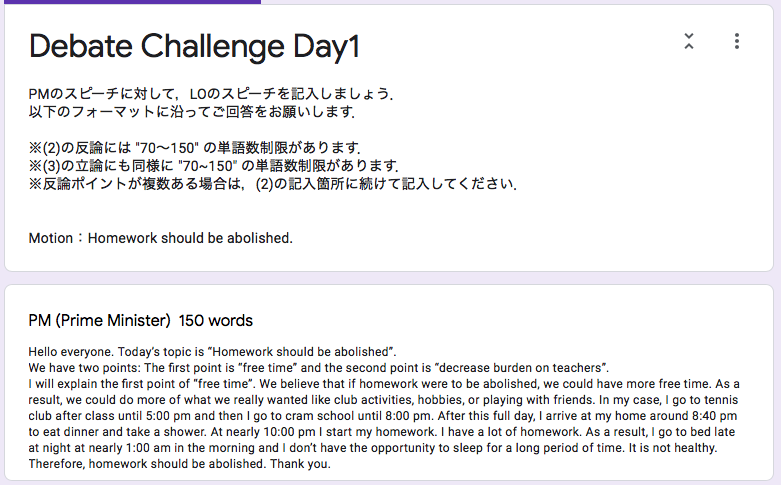 Debate Challenge Day1
PMのスピーチに対して，LOのスピーチを記入しましょう．
以下のフォーマットに沿ってご回答をお願いします．
※(2)の反論には "70〜150" の単語数制限があります．
※(3)の立論にも同様に "70~150" の単語数制限があります．
※反論ポイントが複数ある場合は，(2)の記入箇所に続けて記入してください．
Motion：Homework should be abolished.
PM (Prime Minister)  150 words
Hello everyone. Today's topic is “Homework should be abolished”.
We have two points: The first point is “free time” and the second point is “decrease burden on teachers”.
I will explain the first point of “free time”. We believe that if homework were to be abolished, we could have more free time. As a
result, we could do more of what we really wanted like club activities, hobbies, or playing with friends. In my case, I go to tennis
club after class until 5:00 pm and then I go to cram school until 8:00 pm. After this full day, I arrive at my home around 8:40 pm
to eat dinner and take a shower. At nearly 10:00 pm I start my homework. I have a lot of homework. As a result, I go to bed late
at night at nearly 1:00 am in the morning and I don’t have the opportunity to sleep for a long period of time. It is not healthy.
Therefore, homework should be abolished. Thank you.